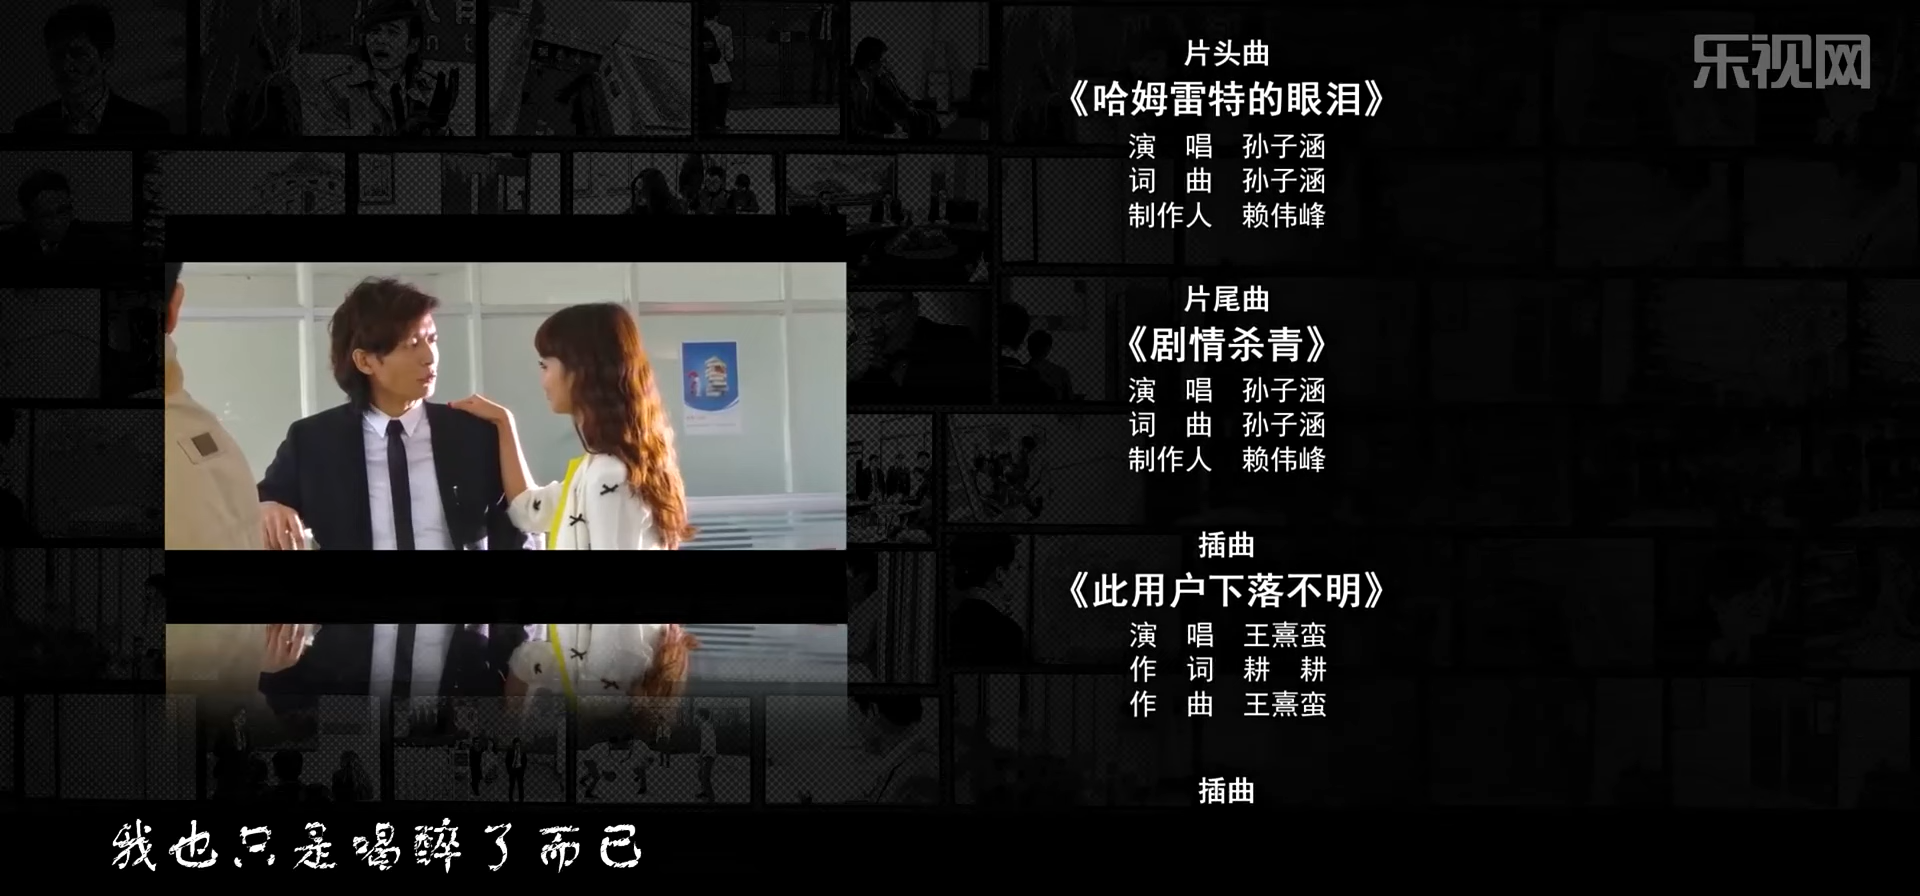 乐视网
片头曲
《哈姆雷特的眼泪》
演 唱 孙子涵
词 曲 孙子涵
制作人 赖伟峰
片尾曲
《剧情杀青》
演 唱 孙子涵
词 曲 孙子涵
制作人 赖伟峰
插曲
《此用户下落不明》
演 唱 王熹蛮
作 词 耕 耕
作 曲 王熹蛮
插曲
我也只是喝醉了而已